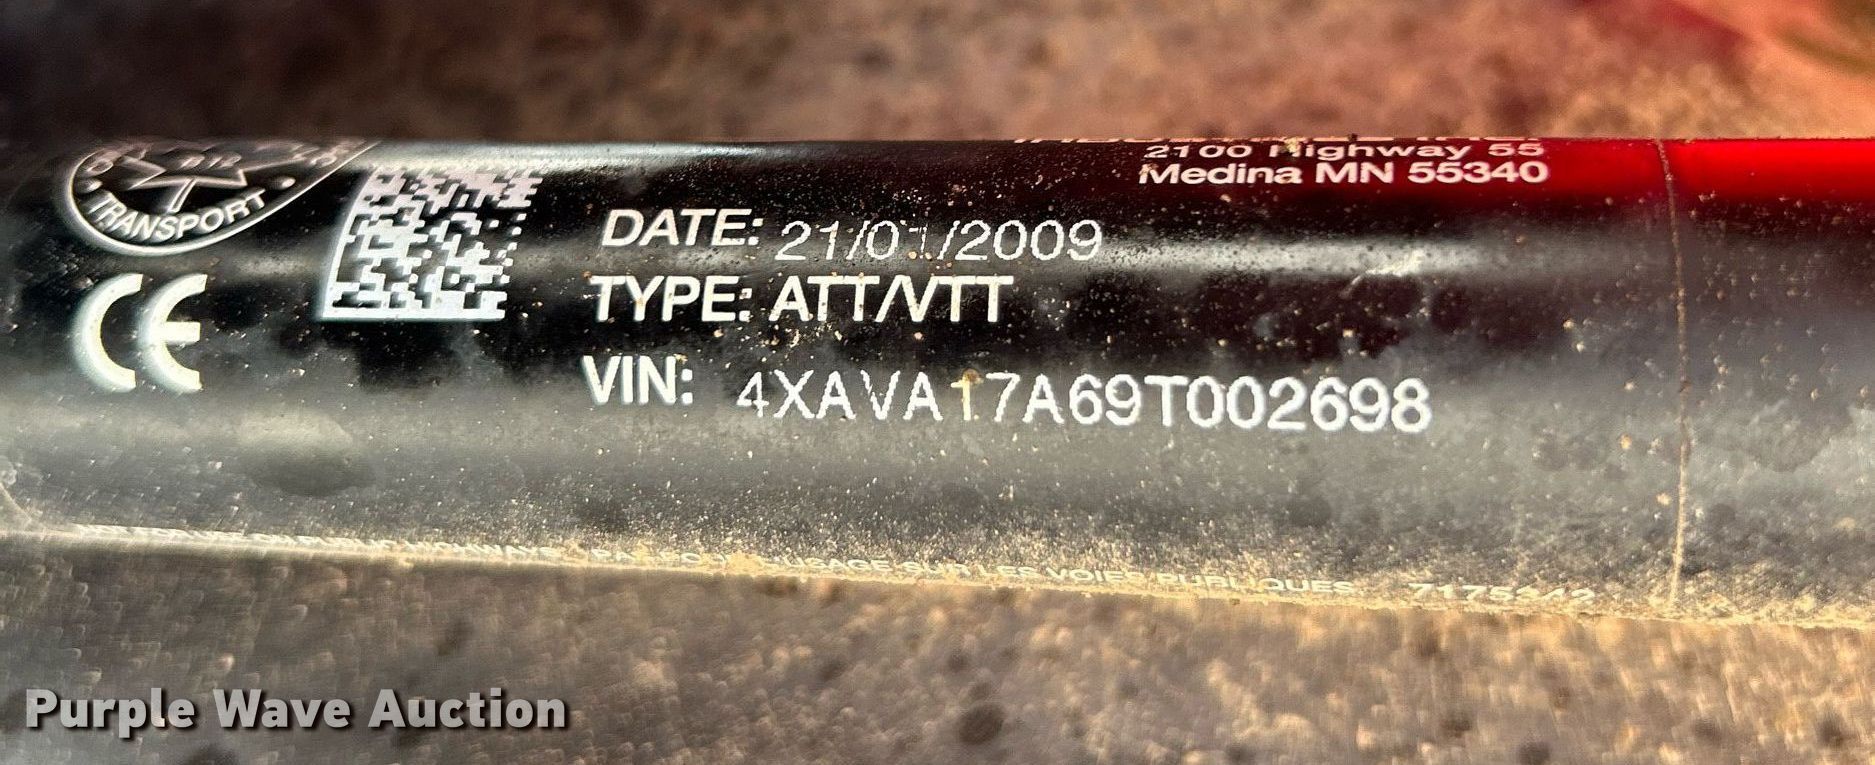 TRANSPORT
CE
2100 Highway 55
Medina MN 55340
DATE: 21/01/2009
TYPE: ATT/VTT
VIN: 4XAVA17A69T002698
USAGE SUR LES VOIES PUBLIQUES 7175342
Purple Wave Auction